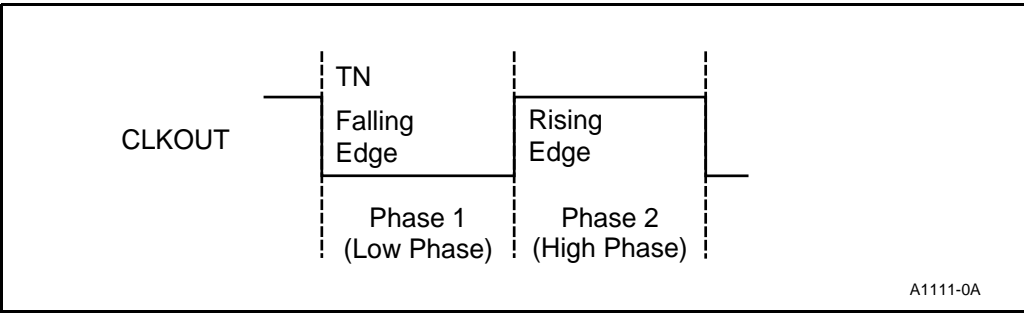 TN
Falling
Edge
Rising
Edge
CLKOUT
Phase 1
(Low Phase)
Phase 2
(High Phase)
A1111-0A